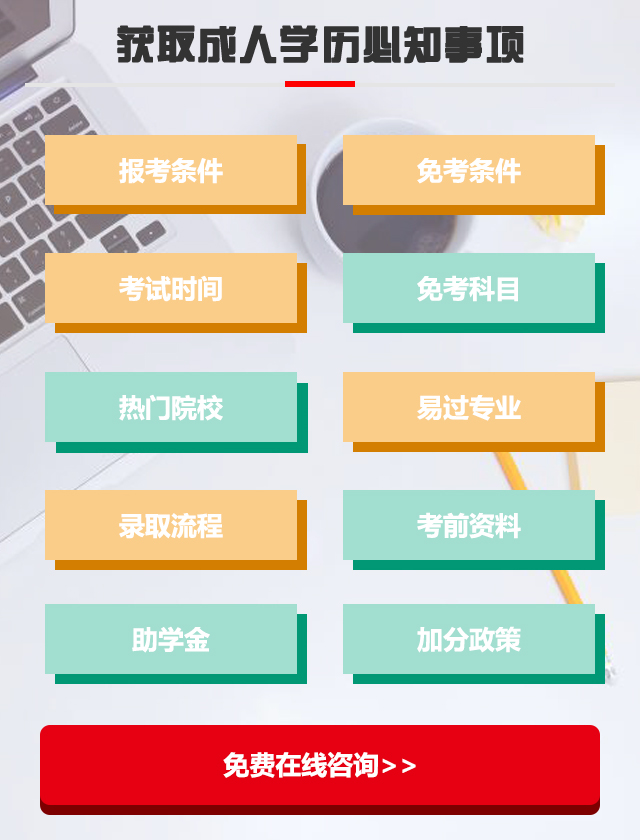 获取成人学历必知事项
报考条件
免考条件
考试时间
免考科目
热门院校
易过专业
录取流程
考前资料
助学金
加分政策
免费在线咨询>>